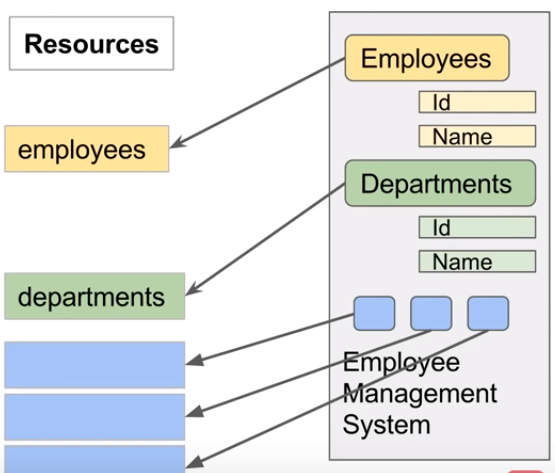 Resources
employees
departments
Employees
Id
Name
Departments
Id
Name
Employee
Management
System